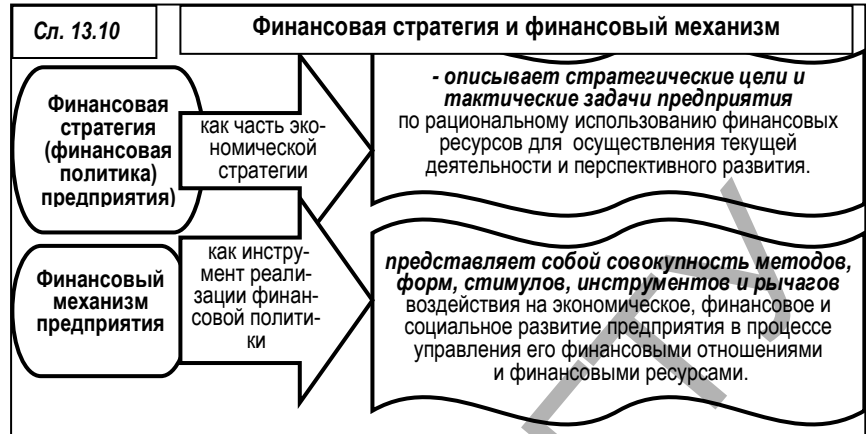 Сл. 13.10
Финансовая стратегия и финансовый механизм
Финансовая
стратегия
(финансовая
политика)
предприятия)
как часть эко-
номической
стратегии
- описывает стратегические цели и
тактические задачи предприятия
по рациональному использованию финансовых
ресурсов для осуществления текущей
деятельности и перспективного развития.
Финансовый
механизм
предприятия
как инстру-
мент реали-
зации финан-
совой полити-
ки
представляет собой совокупность методов,
форм, стимулов, инструментов и рычагов
воздействия на экономическое, финансовое и
социальное развитие предприятия в процессе
управления его финансовыми отношениями
и финансовыми ресурсами.
ТУ